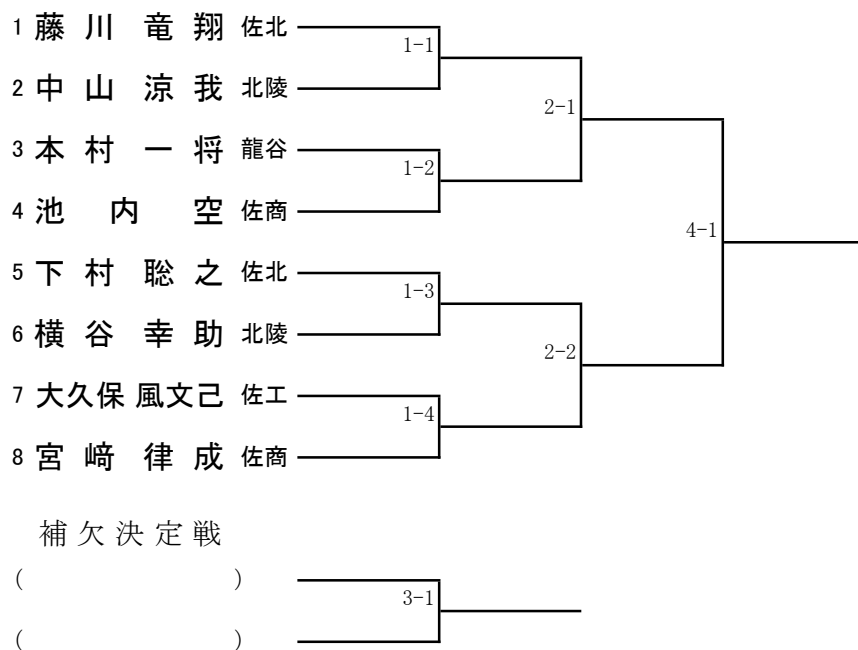 1 藤川 竜翔 佐北
1-1
2 中山 涼我 北陵
2-1
3 本村 一将 龍谷
1-2
4 池内 空 佐商
4-1
5 下村 聡之 佐北
1-3
6 横谷 幸助 北陵
2-2
7 大久保 風文己 佐工
1-4
8 宮﨑 律成 佐商
補欠決定戦
( )
3-1
( )